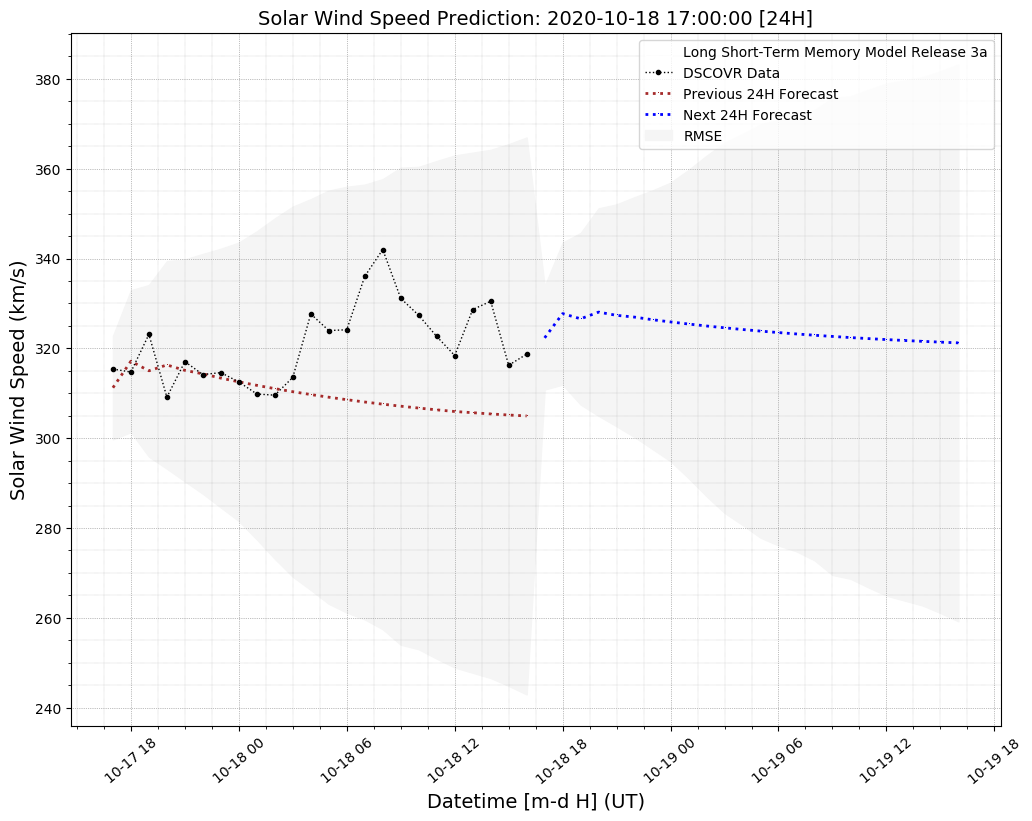 Solar Wind Speed Prediction: 2020-10-18 17:00:00 [24H]
Long Short-Term Memory Model Release 3a
DSCOVR Data
Previous 24H Forecast
Next 24H Forecast
RMSE
Solar Wind Speed (km/s)
380
360
340
320
300
280
260
240
10-17 18
10-18 00
10-18 06
10-18 12
10-18 18
10-19 00
10-19 06
10-19 12
10-19 18
Datetime [m-d H] (UT)